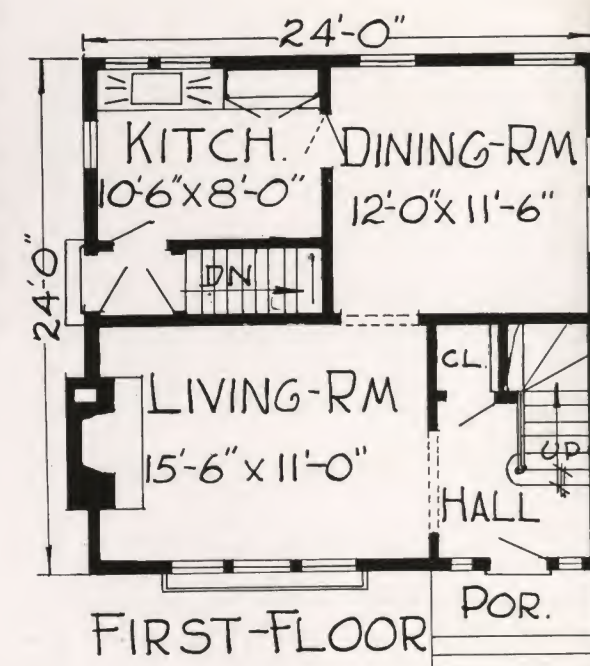 24'-0"
KITCH.
10'-6" X 8'-0"
DINING-RM
12'-0" X 11'-6"
24'-0"
DN
LIVING-RM
15'-6" X 11'-0"
CL.
UP
HALL
POR.
FIRST-FLOOR